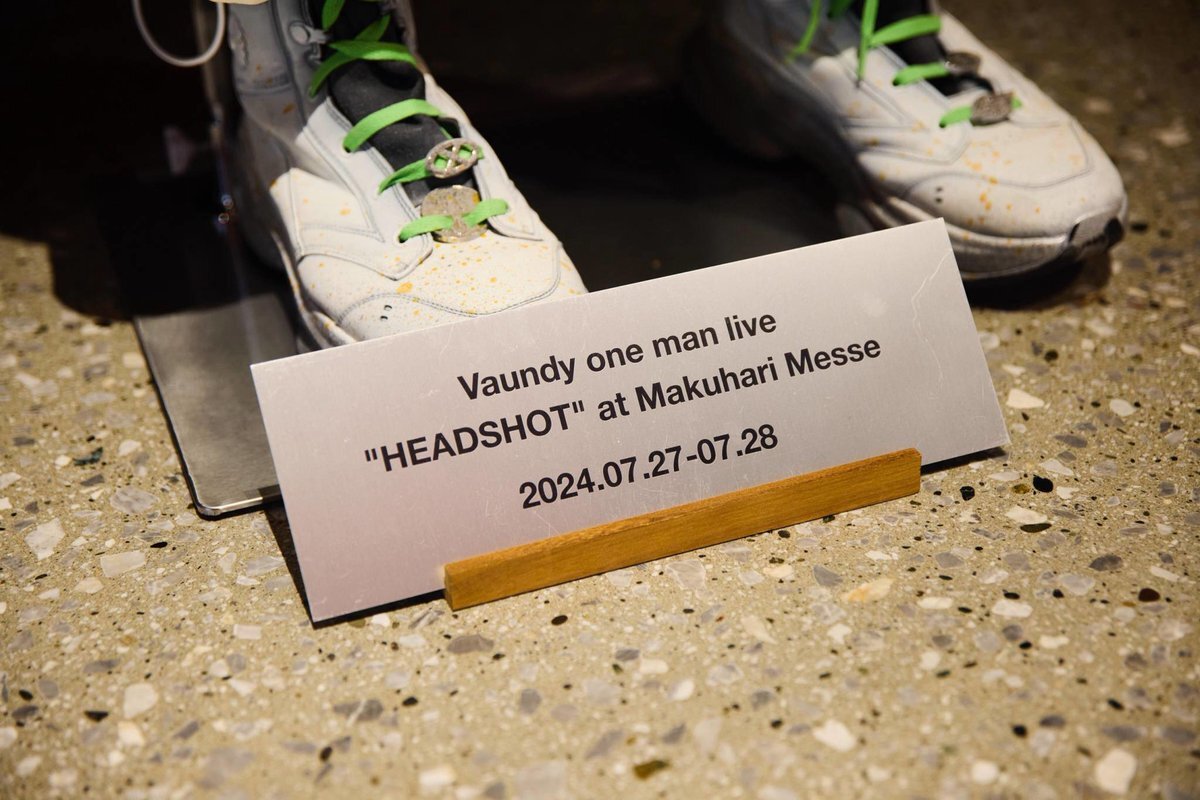 Vaundy one man live
"HEADSHOT" at Makuhari Messe
2024.07.27-07.28